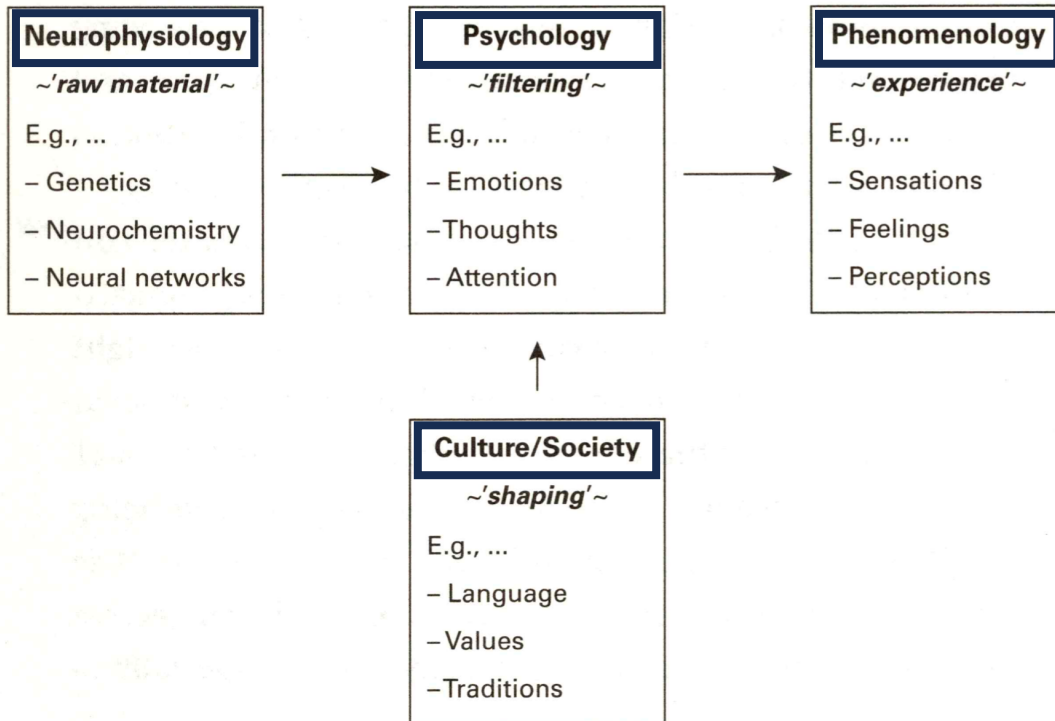 Neurophysiology
~'raw material'~
E.g., ...
– Genetics
– Neurochemistry
– Neural networks
Psychology
~'filtering'~
E.g., ...
– Emotions
–Thoughts
– Attention
Phenomenology
~'experience'~
E.g., ...
– Sensations
– Feelings
– Perceptions
Culture/Society
~'shaping'~
E.g., ...
– Language
– Values
–Traditions